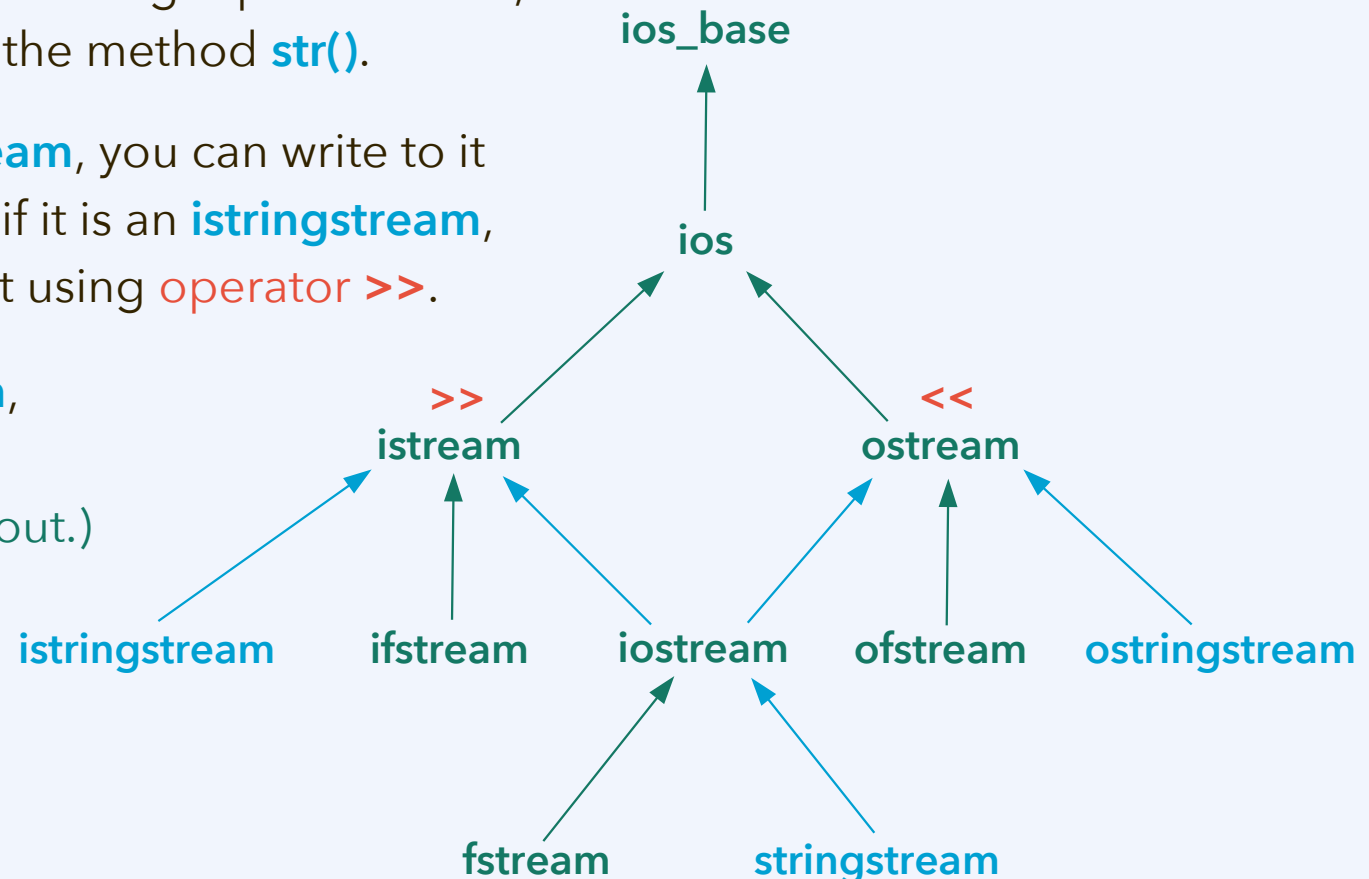 the method str().
ios_base
eam, you can write to it
if it is an istringstream,
t using operator >>.
,
out.)
ios
>> <<
istream ostream
istringstream ifstream iostream ofstream ostringstream
fstream stringstream